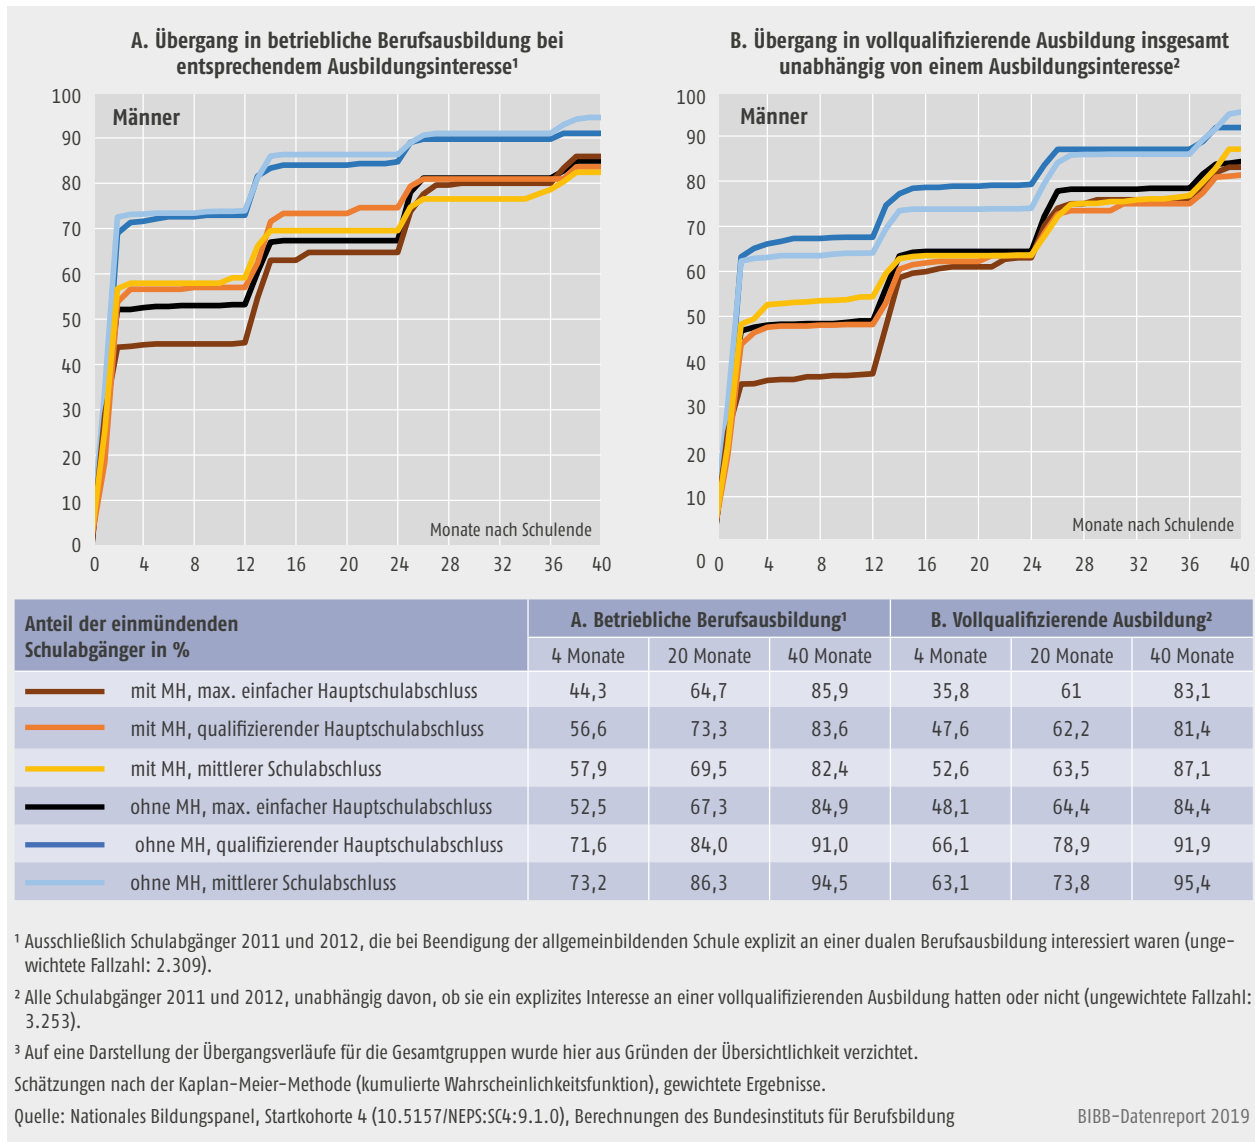 A. Übergang in betriebliche Berufsausbildung bei
entsprechendem Ausbildungsinteresse¹
Männer
100
90
80
70
60
50
40
30
20
10
0
Monate nach Schulende
0 4 8 12 16 20 24 28 32 36 40
B. Übergang in vollqualifizierende Ausbildung insgesamt
unabhängig von einem Ausbildungsinteresse²
Männer
100
90
80
70
60
50
40
30
20
10
0
Monate nach Schulende
0 4 8 12 16 20 24 28 32 36 40
Anteil der einmündenden
Schulabgänger in %
A. Betriebliche Berufsausbildung¹ B. Vollqualifizierende Ausbildung²
4 Monate 20 Monate 40 Monate 4 Monate 20 Monate 40 Monate
mit MH, max. einfacher Hauptschulabschluss 44,3 64,7 85,9 35,8 61 83,1
mit MH, qualifizierender Hauptschulabschluss 56,6 73,3 83,6 47,6 62,2 81,4
mit MH, mittlerer Schulabschluss 57,9 69,5 82,4 52,6 63,5 87,1
ohne MH, max. einfacher Hauptschulabschluss 52,5 67,3 84,9 48,1 64,4 84,4
ohne MH, qualifizierender Hauptschulabschluss 71,6 84,0 91,0 66,1 78,9 91,9
ohne MH, mittlerer Schulabschluss 73,2 86,3 94,5 63,1 73,8 95,4
¹ Ausschließlich Schulabgänger 2011 und 2012, die bei Beendigung der allgemeinbildenden Schule explizit an einer dualen Berufsausbildung interessiert waren (unge-
wichtete Fallzahl: 2.309).
² Alle Schulabgänger 2011 und 2012, unabhängig davon, ob sie ein explizites Interesse an einer vollqualifizierenden Ausbildung hatten oder nicht (ungewichtete Fallzahl:
3.253).
³ Auf eine Darstellung der Übergangsverläufe für die Gesamtgruppen wurde hier aus Gründen der Übersichtlichkeit verzichtet.
Schätzungen nach der Kaplan-Meier-Methode (kumulierte Wahrscheinlichkeitsfunktion), gewichtete Ergebnisse.
Quelle: Nationales Bildungspanel, Startkohorte 4 (10.5157/NEPS:SC4:9.1.0), Berechnungen des Bundesinstituts für Berufsbildung BIBB-Datenreport 2019